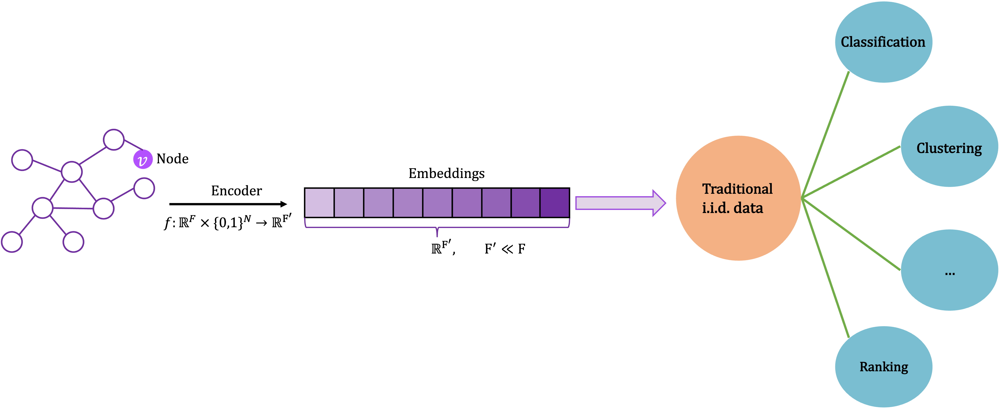 v Node
Encoder
f: ℝ^F × {0,1}^N → ℝ^F′
Embeddings
ℝ^F′, F′ ≪ F
Traditional
i.i.d. data
Classification
Clustering
...
Ranking